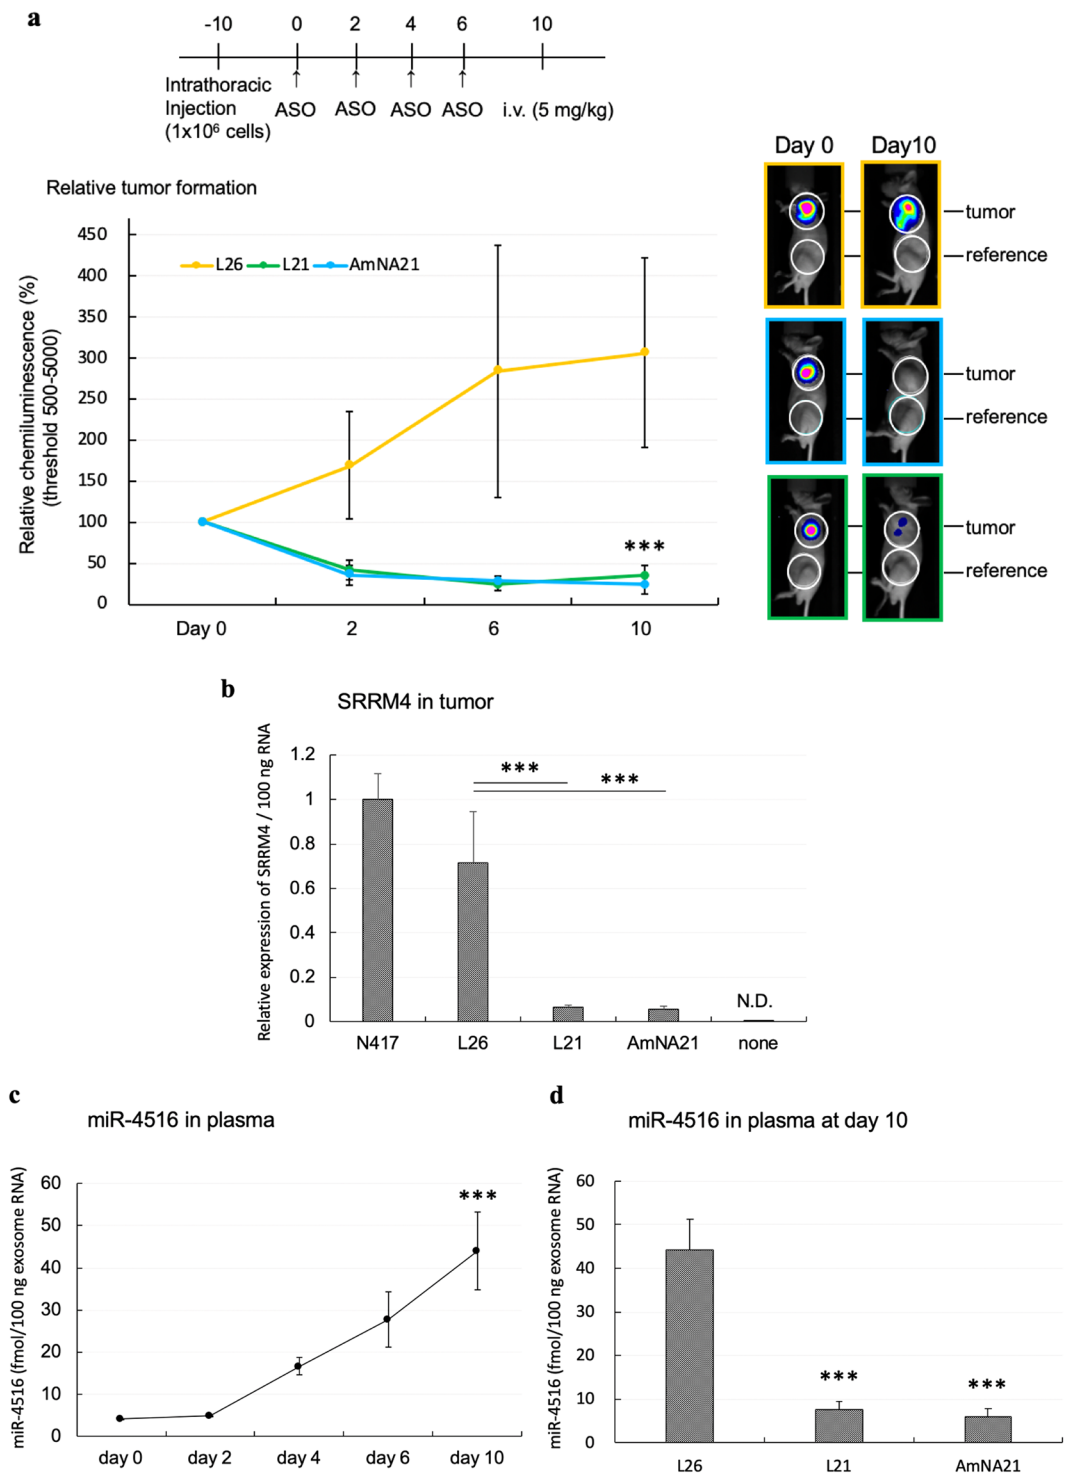 a
-10 0 2 4 6 10
Intrathoracic
Injection
(1x10⁶ cells)
ASO ASO ASO ASO i.v. (5 mg/kg)
Relative tumor formation
Relative chemiluminescence (%)
(threshold 500-5000)
450
400
350
300
250
200
150
100
50
0
L26 L21 AmNA21
***
Day 0 2 6 10
Day 0 Day10
tumor
reference
tumor
reference
tumor
reference
b
SRRM4 in tumor
Relative expression of SRRM4 / 100 ng RNA
1.2
1
0.8
0.6
0.4
0.2
0
*** ***
N.D.
N417 L26 L21 AmNA21 none
c
miR-4516 in plasma
miR-4516 (fmol/100 ng exosome RNA)
60
50
40
30
20
10
0
***
day 0 day 2 day 4 day 6 day 10
d
miR-4516 in plasma at day 10
miR-4516 (fmol/100 ng exosome RNA)
60
50
40
30
20
10
0
*** ***
L26 L21 AmNA21